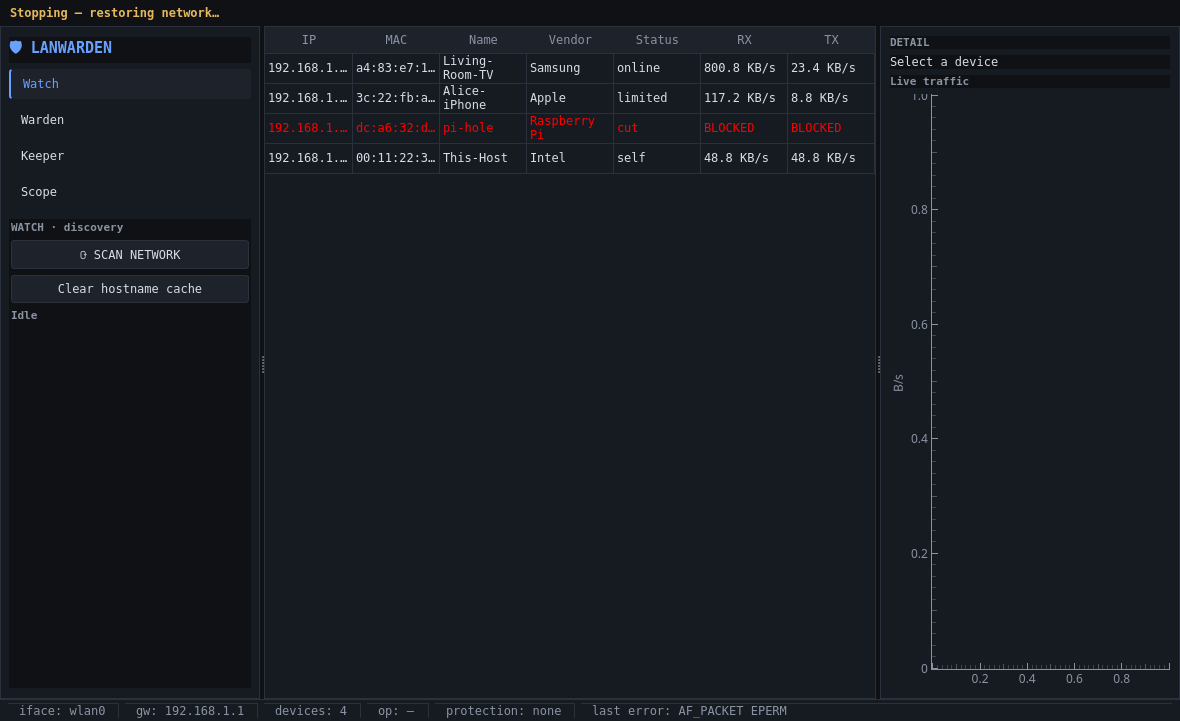 Stopping — restoring network…
LANWARDEN
Watch
Warden
Keeper
Scope
WATCH · discovery
SCAN NETWORK
Clear hostname cache
Idle
IP MAC Name Vendor Status RX TX
192.168.1.… a4:83:e7:1… Living-Room-TV Samsung online 800.8 KB/s 23.4 KB/s
192.168.1.… 3c:22:fb:a… Alice-iPhone Apple limited 117.2 KB/s 8.8 KB/s
192.168.1.… dc:a6:32:d… pi-hole Raspberry Pi cut BLOCKED BLOCKED
192.168.1.… 00:11:22:3… This-Host Intel self 48.8 KB/s 48.8 KB/s
DETAIL
Select a device
Live traffic
1.0
0.8
0.6
B/s
0.4
0.2
0
0.2 0.4 0.6 0.8
iface: wlan0 gw: 192.168.1.1 devices: 4 op: — protection: none last error: AF_PACKET EPERM